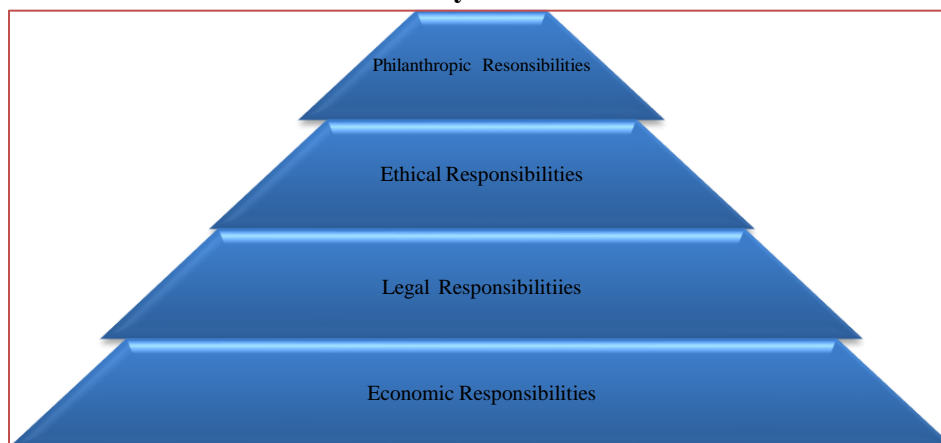 Philanthropic Resonsibilities
Ethical Responsibilities
Legal Responsibilitiies
Economic Responsibilities